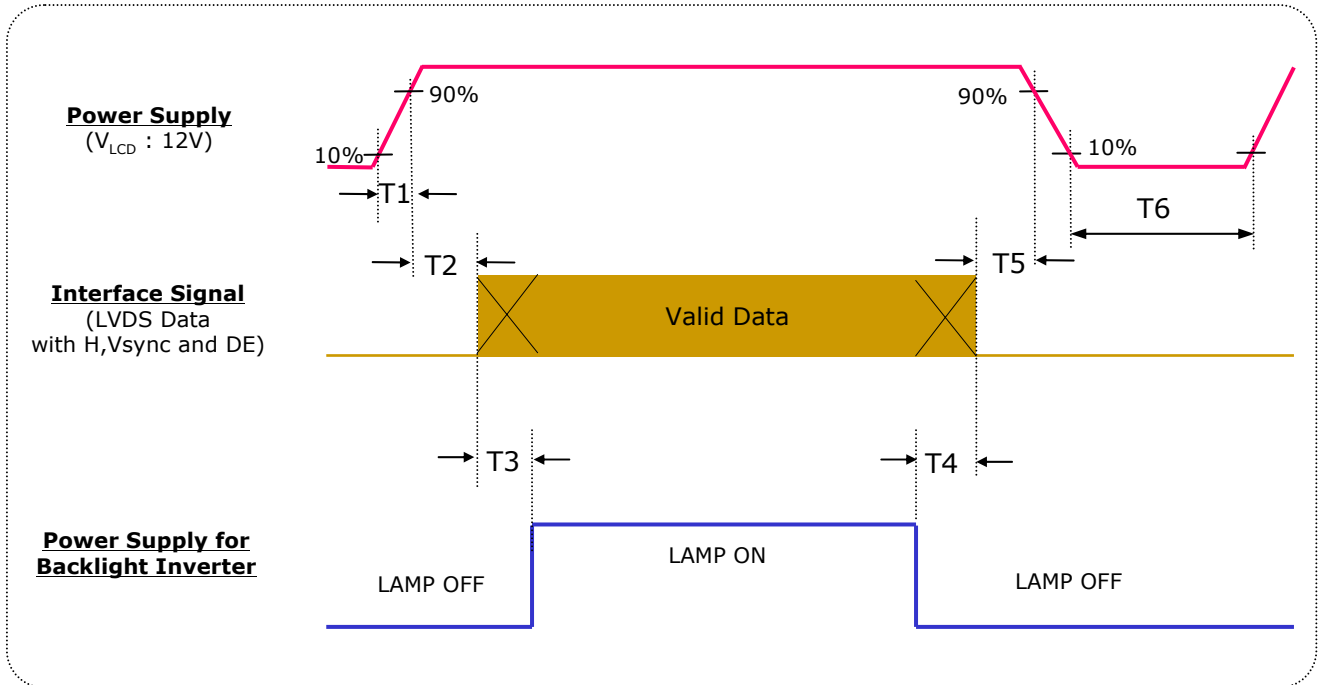 90%
90%
Power Supply
(VLCD : 12V)
10%
10%
T1
T6
T2
T5
Interface Signal
(LVDS Data
with H,Vsync and DE)
Valid Data
T3
T4
Power Supply for
Backlight Inverter
LAMP OFF
LAMP ON
LAMP OFF